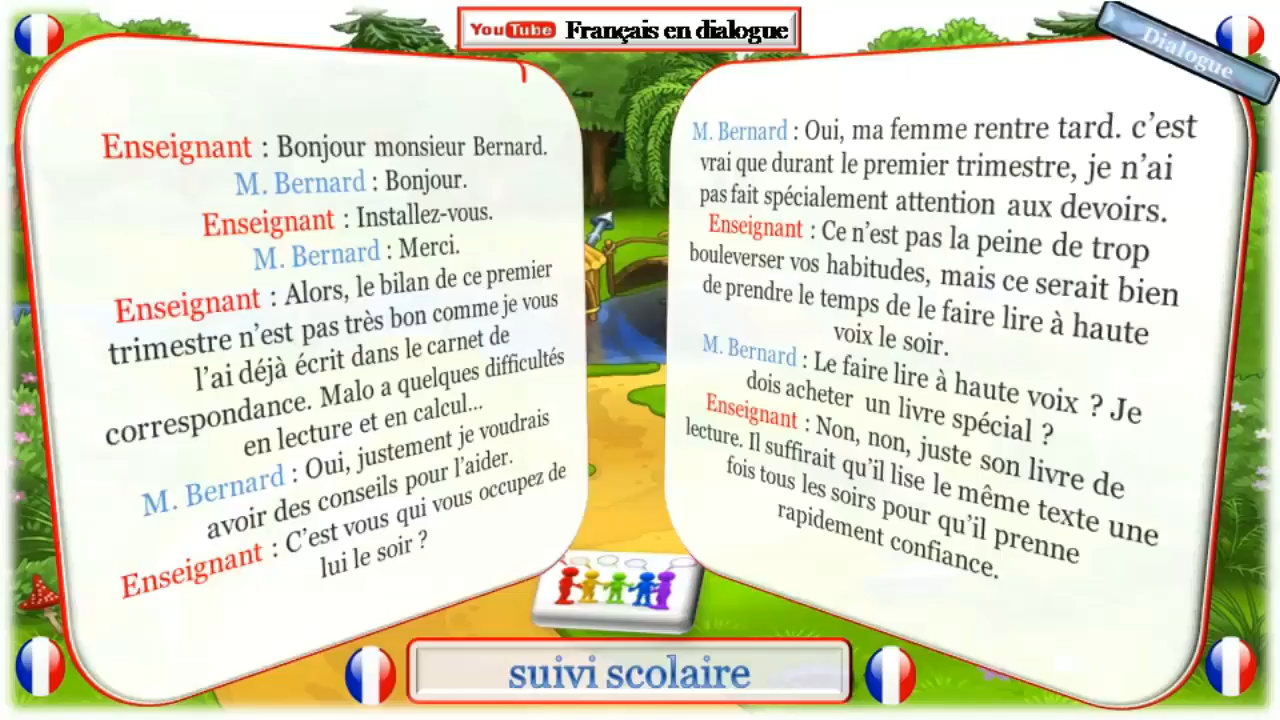 YouTube Français en dialogue
Dialogue
Enseignant : Bonjour monsieur Bernard.
M. Bernard : Bonjour.
Enseignant : Installez-vous.
M. Bernard : Merci.
Enseignant : Alors, le bilan de ce premier
trimestre n'est pas très bon comme je vous
l'ai déjà écrit dans le carnet de
correspondance. Malo a quelques difficultés
en lecture et en calcul...
M. Bernard : Oui, justement je voudrais
avoir des conseils pour l'aider.
Enseignant : C'est vous qui vous occupez de
lui le soir ?
M. Bernard : Oui, ma femme rentre tard. c'est
vrai que durant le premier trimestre, je n'ai
pas fait spécialement attention aux devoirs.
Enseignant : Ce n'est pas la peine de trop
bouleverser vos habitudes, mais ce serait bien
de prendre le temps de le faire lire à haute
voix le soir.
M. Bernard : Le faire lire à haute voix ? Je
dois acheter un livre spécial ?
Enseignant : Non, non, juste son livre de
lecture. Il suffirait qu'il lise le même texte une
fois tous les soirs pour qu'il prenne
rapidement confiance.
suivi scolaire